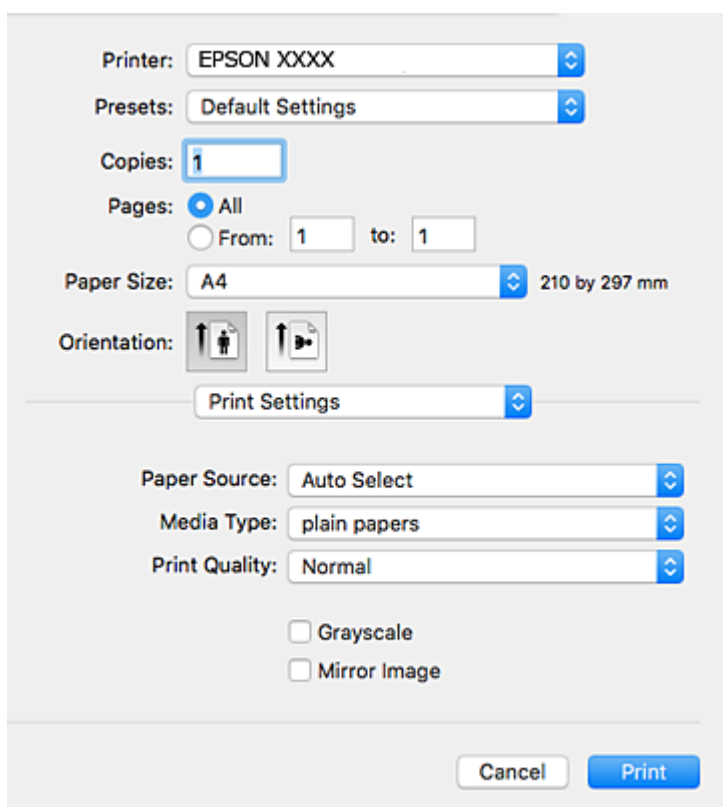 Printer: EPSON XXXX
Presets: Default Settings
Copies: 1
Pages: All
From: 1 to: 1
Paper Size: A4 210 by 297 mm
Orientation:
Print Settings
Paper Source: Auto Select
Media Type: plain papers
Print Quality: Normal
Grayscale
Mirror Image
Cancel Print